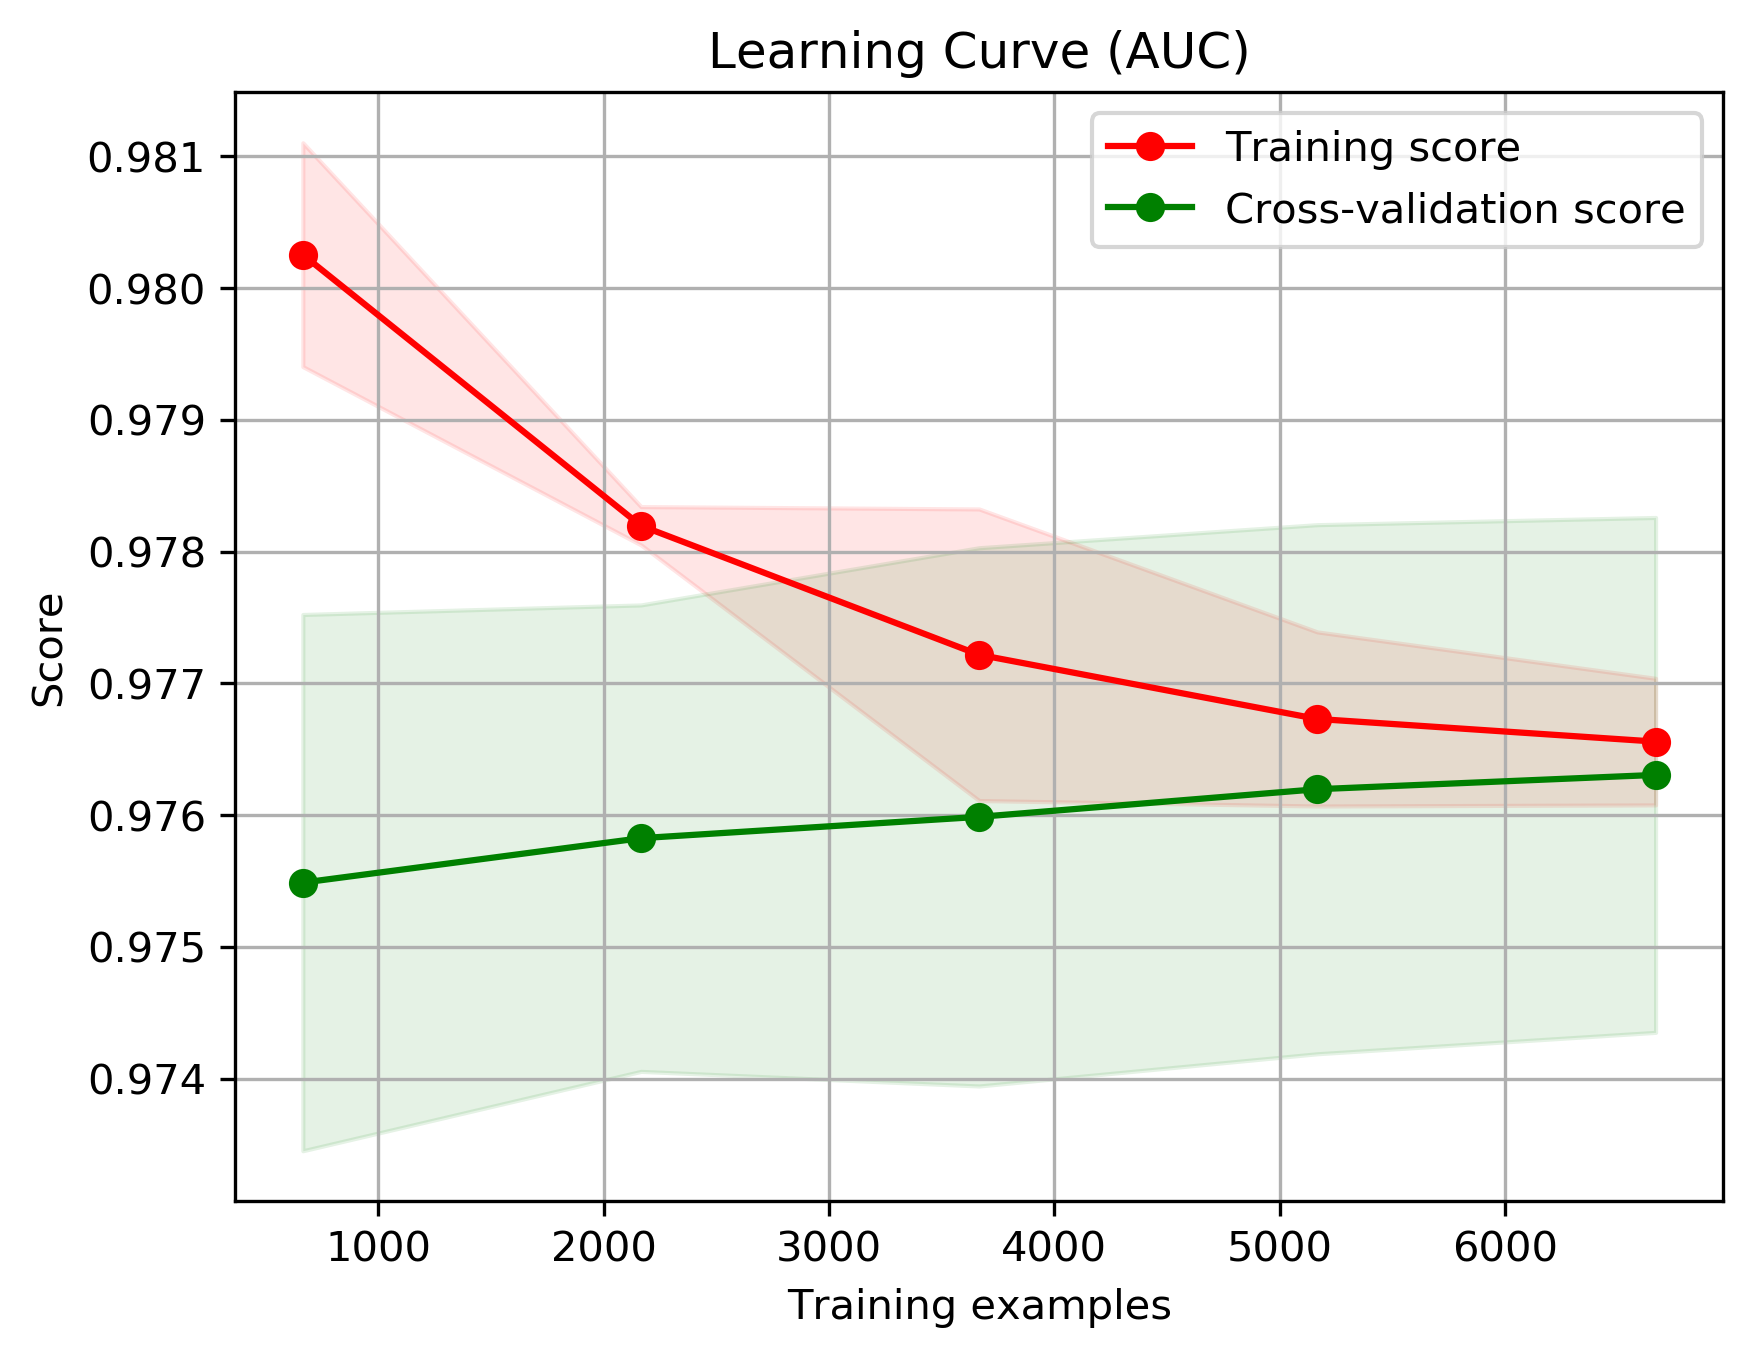 Learning Curve (AUC)
Training score
Cross-validation score
0.981
0.980
0.979
0.978
0.977
0.976
0.975
0.974
Score
1000 2000 3000 4000 5000 6000
Training examples